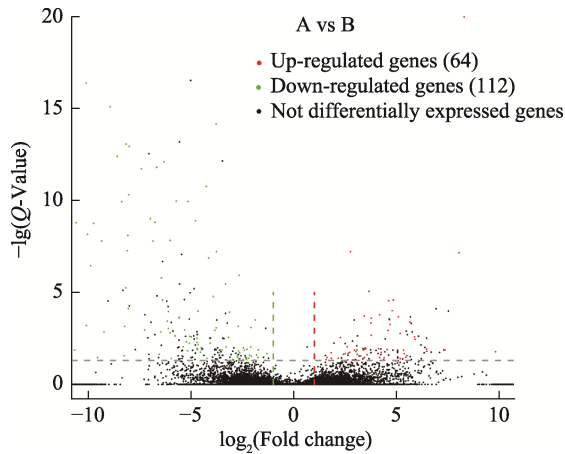 A vs B
Up-regulated genes (64)
Down-regulated genes (112)
Not differentially expressed genes
−lg(Q-Value)
20
15
10
5
0
−10
−5
0
5
10
log2(Fold change)